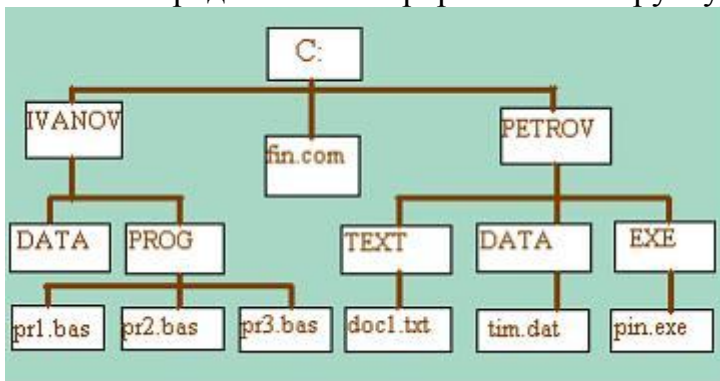 C:
IVANOV
fin.com
PETROV
DATA
PROG
TEXT
DATA
EXE
pr1.bas
pr2.bas
pr3.bas
doc1.txt
tim.dat
pin.exe